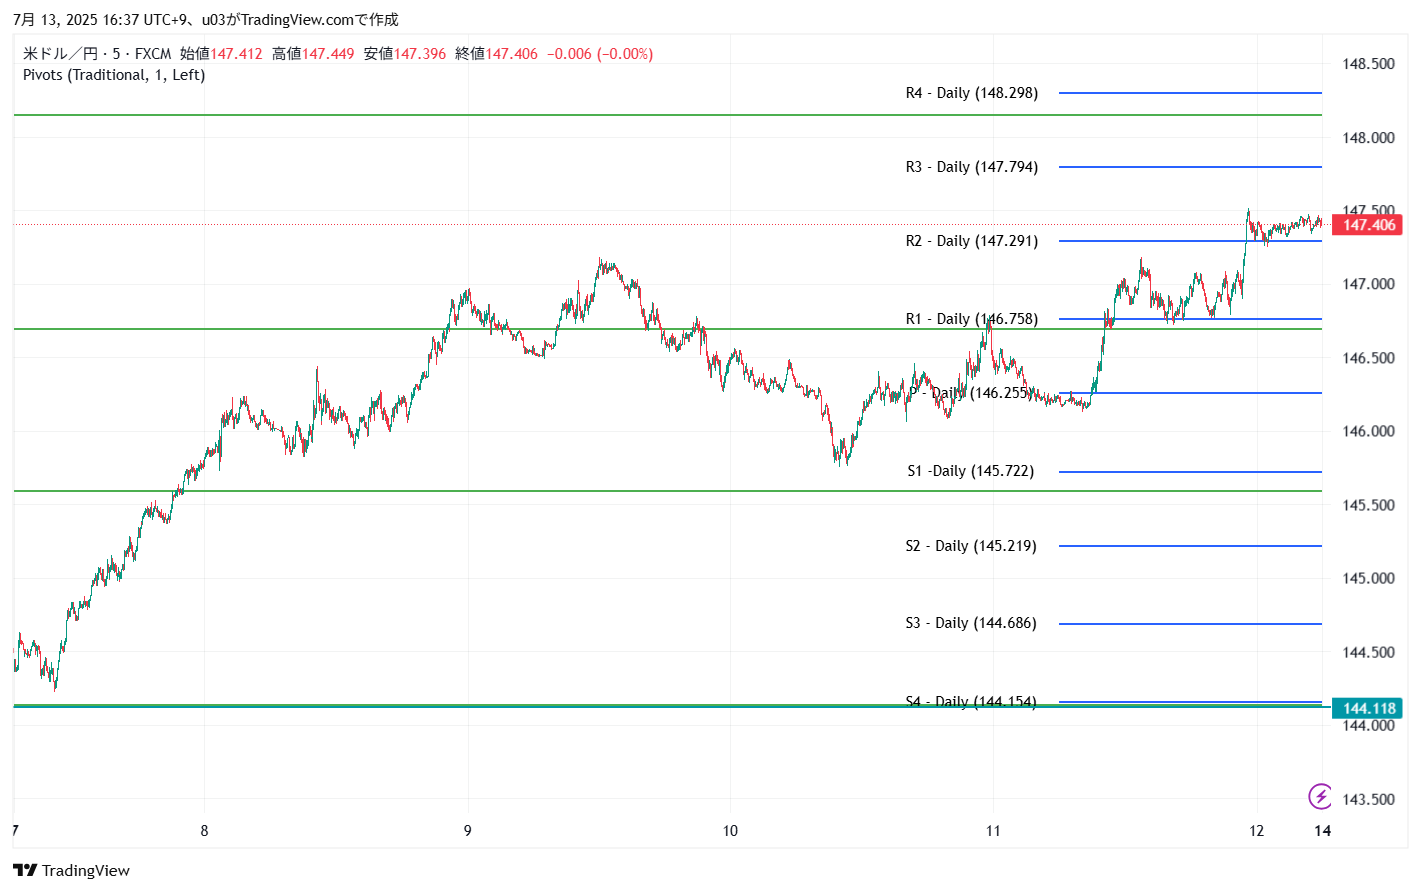 7月 13, 2025 16:37 UTC+9、u03がTradingView.comで作成
米ドル／円 · 5 · FXCM 始値147.412 高値147.449 安値147.396 終値147.406 −0.006 (−0.00%)
Pivots (Traditional, 1, Left)
148.500
R4 - Daily (148.298)
148.000
R3 - Daily (147.794)
147.500
147.406
R2 - Daily (147.291)
147.000
R1 - Daily (146.758)
146.500
P - Daily (146.255)
146.000
S1 -Daily (145.722)
145.500
S2 - Daily (145.219)
145.000
S3 - Daily (144.686)
144.500
S4 - Daily (144.154)
144.118
144.000
143.500
7 8 9 10 11 12 14
TradingView